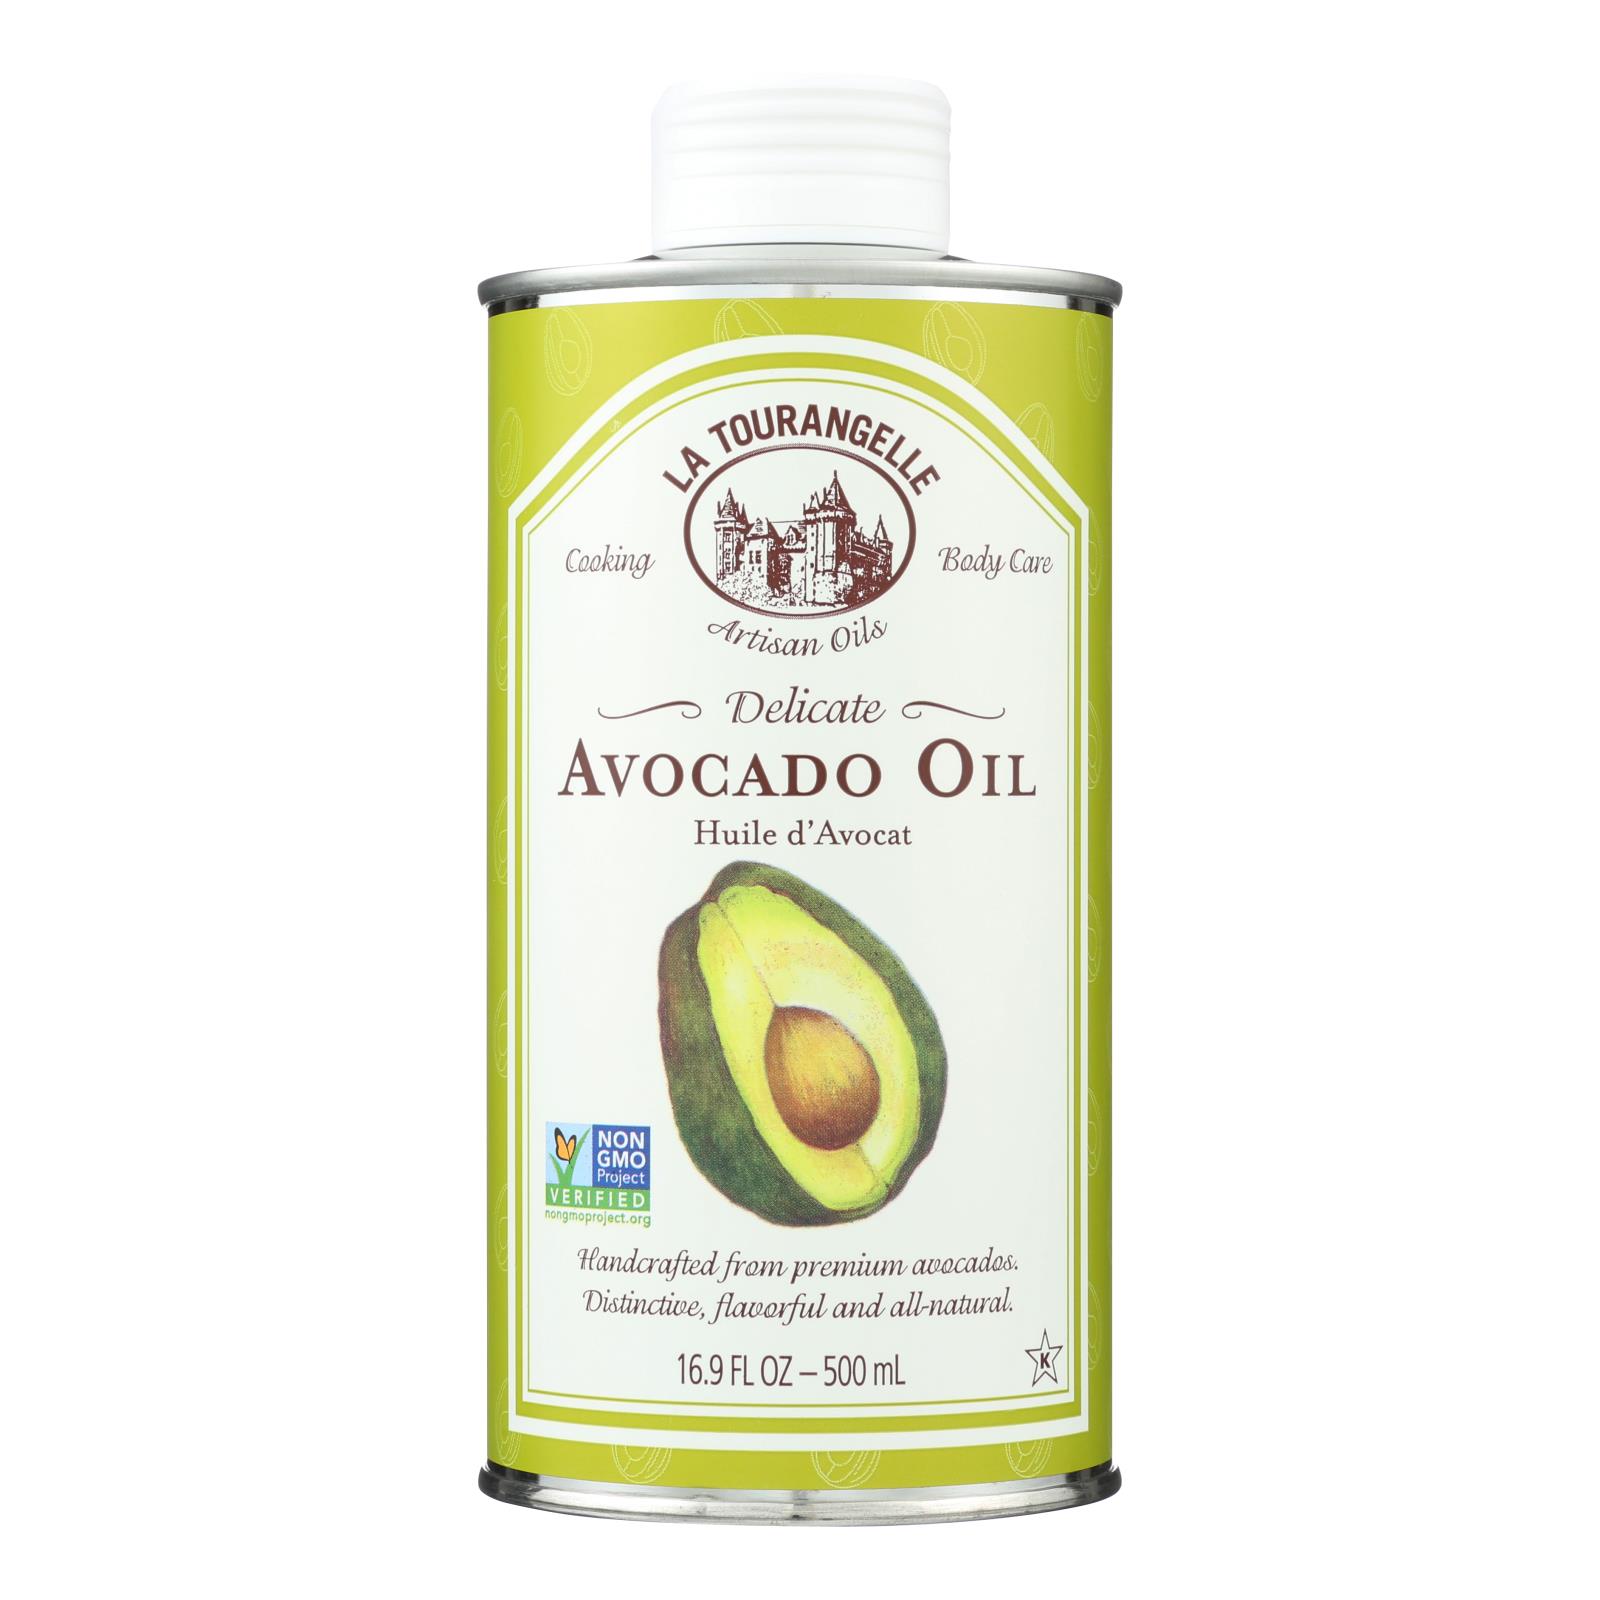 LA TOURANGELLE
Cooking
Body Care
Artisan Oils
Delicate
AVOCADO OIL
Huile d'Avocat
NON
GMO
Project
VERIFIED
nongmoproject.org
Handcrafted from premium avocados.
Distinctive, flavorful and all-natural.
16.9 FL OZ – 500 mL
K